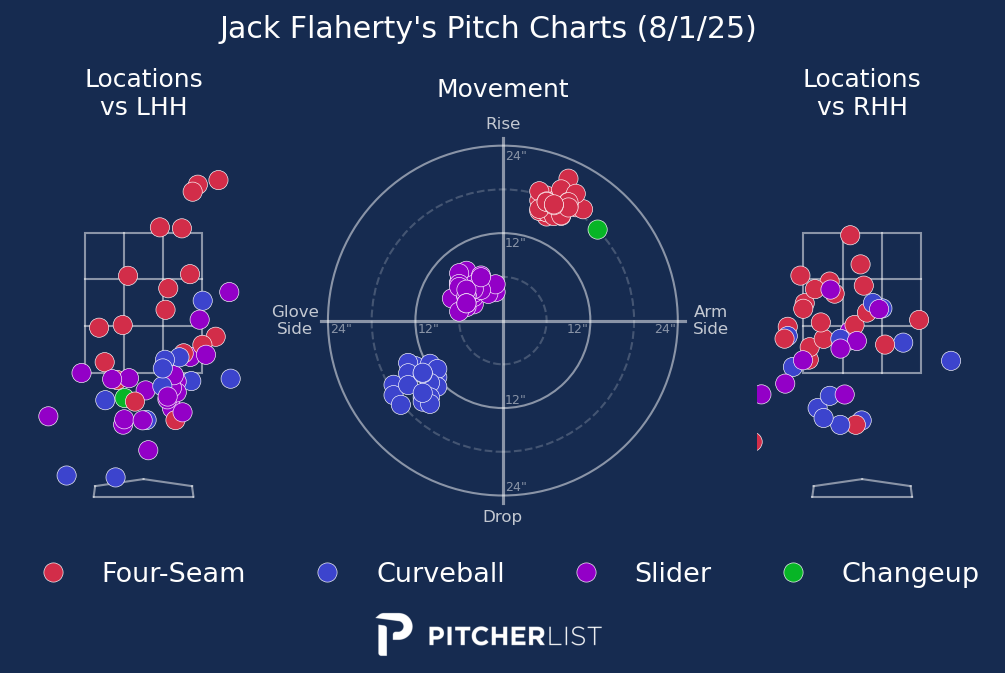 Jack Flaherty's Pitch Charts (8/1/25)
Locations
vs LHH
Movement
Locations
vs RHH
Rise
24"
12"
Glove
Side
24"
12"
12"
24"
Arm
Side
12"
24"
Drop
Four-Seam
Curveball
Slider
Changeup
PITCHERLIST